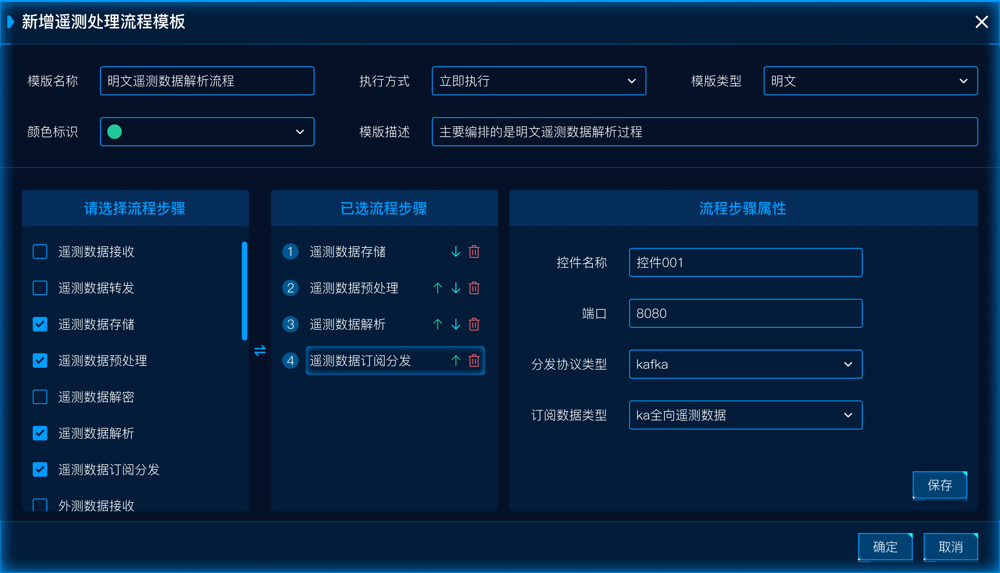 新增遥测处理流程模板
模版名称 明文遥测数据解析流程 执行方式 立即执行 模版类型 明文
颜色标识 模版描述 主要编排的是明文遥测数据解析过程
请选择流程步骤
遥测数据接收
遥测数据转发
遥测数据存储
遥测数据预处理
遥测数据解密
遥测数据解析
遥测数据订阅分发
外测数据接收
已选流程步骤
1 遥测数据存储
2 遥测数据预处理
3 遥测数据解析
4 遥测数据订阅分发
流程步骤属性
控件名称 控件001
端口 8080
分发协议类型 kafka
订阅数据类型 ka全向遥测数据
保存
确定 取消